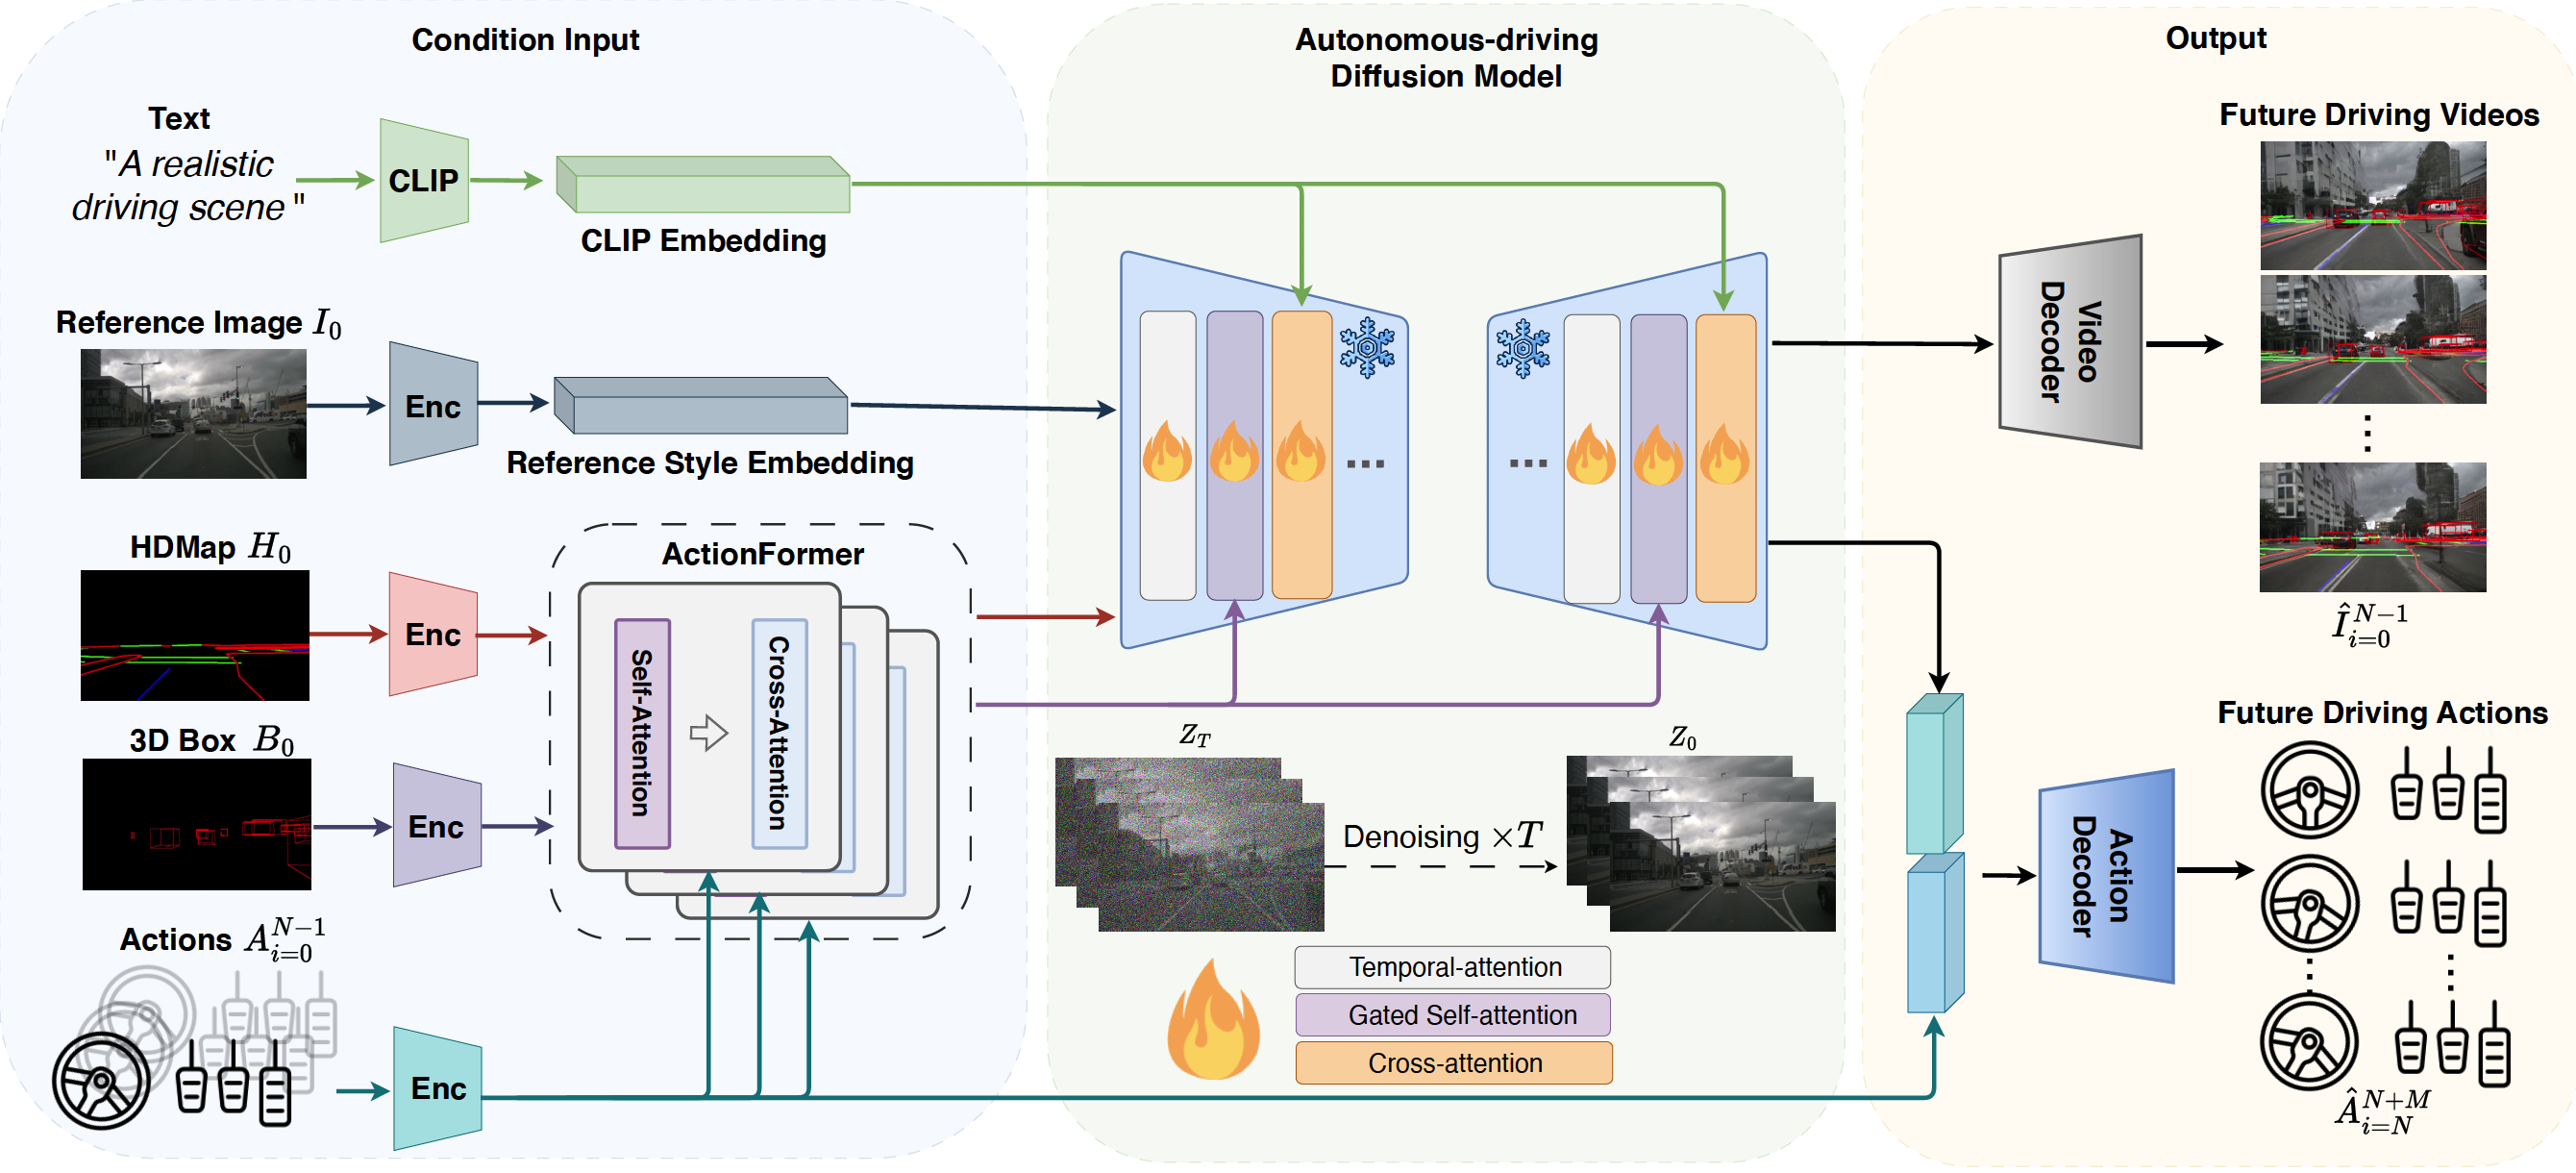 Condition Input
Text
"A realistic
driving scene "
CLIP
CLIP Embedding
Reference Image I_0
Enc
Reference Style Embedding
HDMap H_0
Enc
3D Box B_0
Enc
Actions A_{i=0}^{N-1}
Enc
ActionFormer
Self-Attention
Cross-Attention
Autonomous-driving
Diffusion Model
...
...
z_T
z_0
Denoising ×T
Temporal-attention
Gated Self-attention
Cross-attention
Output
Video
Decoder
Future Driving Videos
Î_{i=0}^{N-1}
Action
Decoder
Future Driving Actions
Â_{i=N}^{N+M}